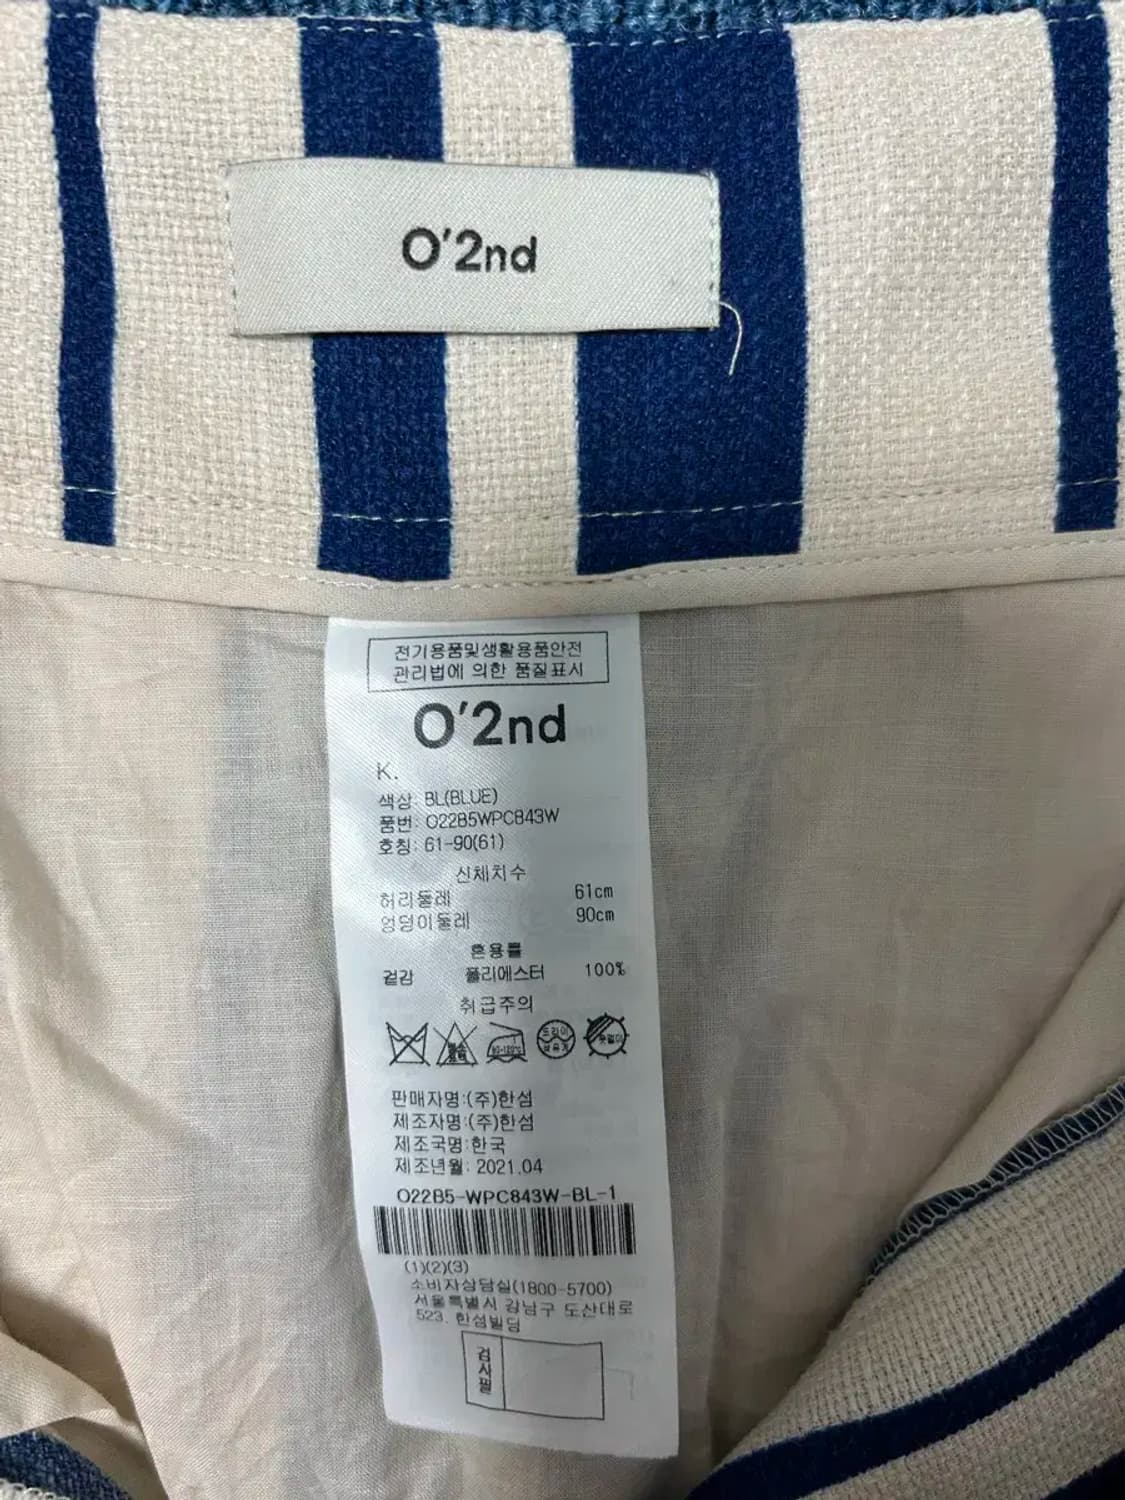 O'2nd
전기용품및생활용품안전
관리법에 의한 품질표시
O'2nd
K.
색상: BL(BLUE)
품번: O22B5WPC843W
호칭: 61-90(61)
신체치수
허리둘레 61cm
엉덩이둘레 90cm
혼용률
겉감 폴리에스터 100%
취급주의
80-120℃
드라이
판매자명:(주)한섬
제조자명:(주)한섬
제조국명:한국
제조년월: 2021.04
O22B5-WPC843W-BL-1
(1)(2)(3)
소비자상담실(1800-5700)
서울특별시 강남구 도산대로
523. 한섬빌딩
검사필